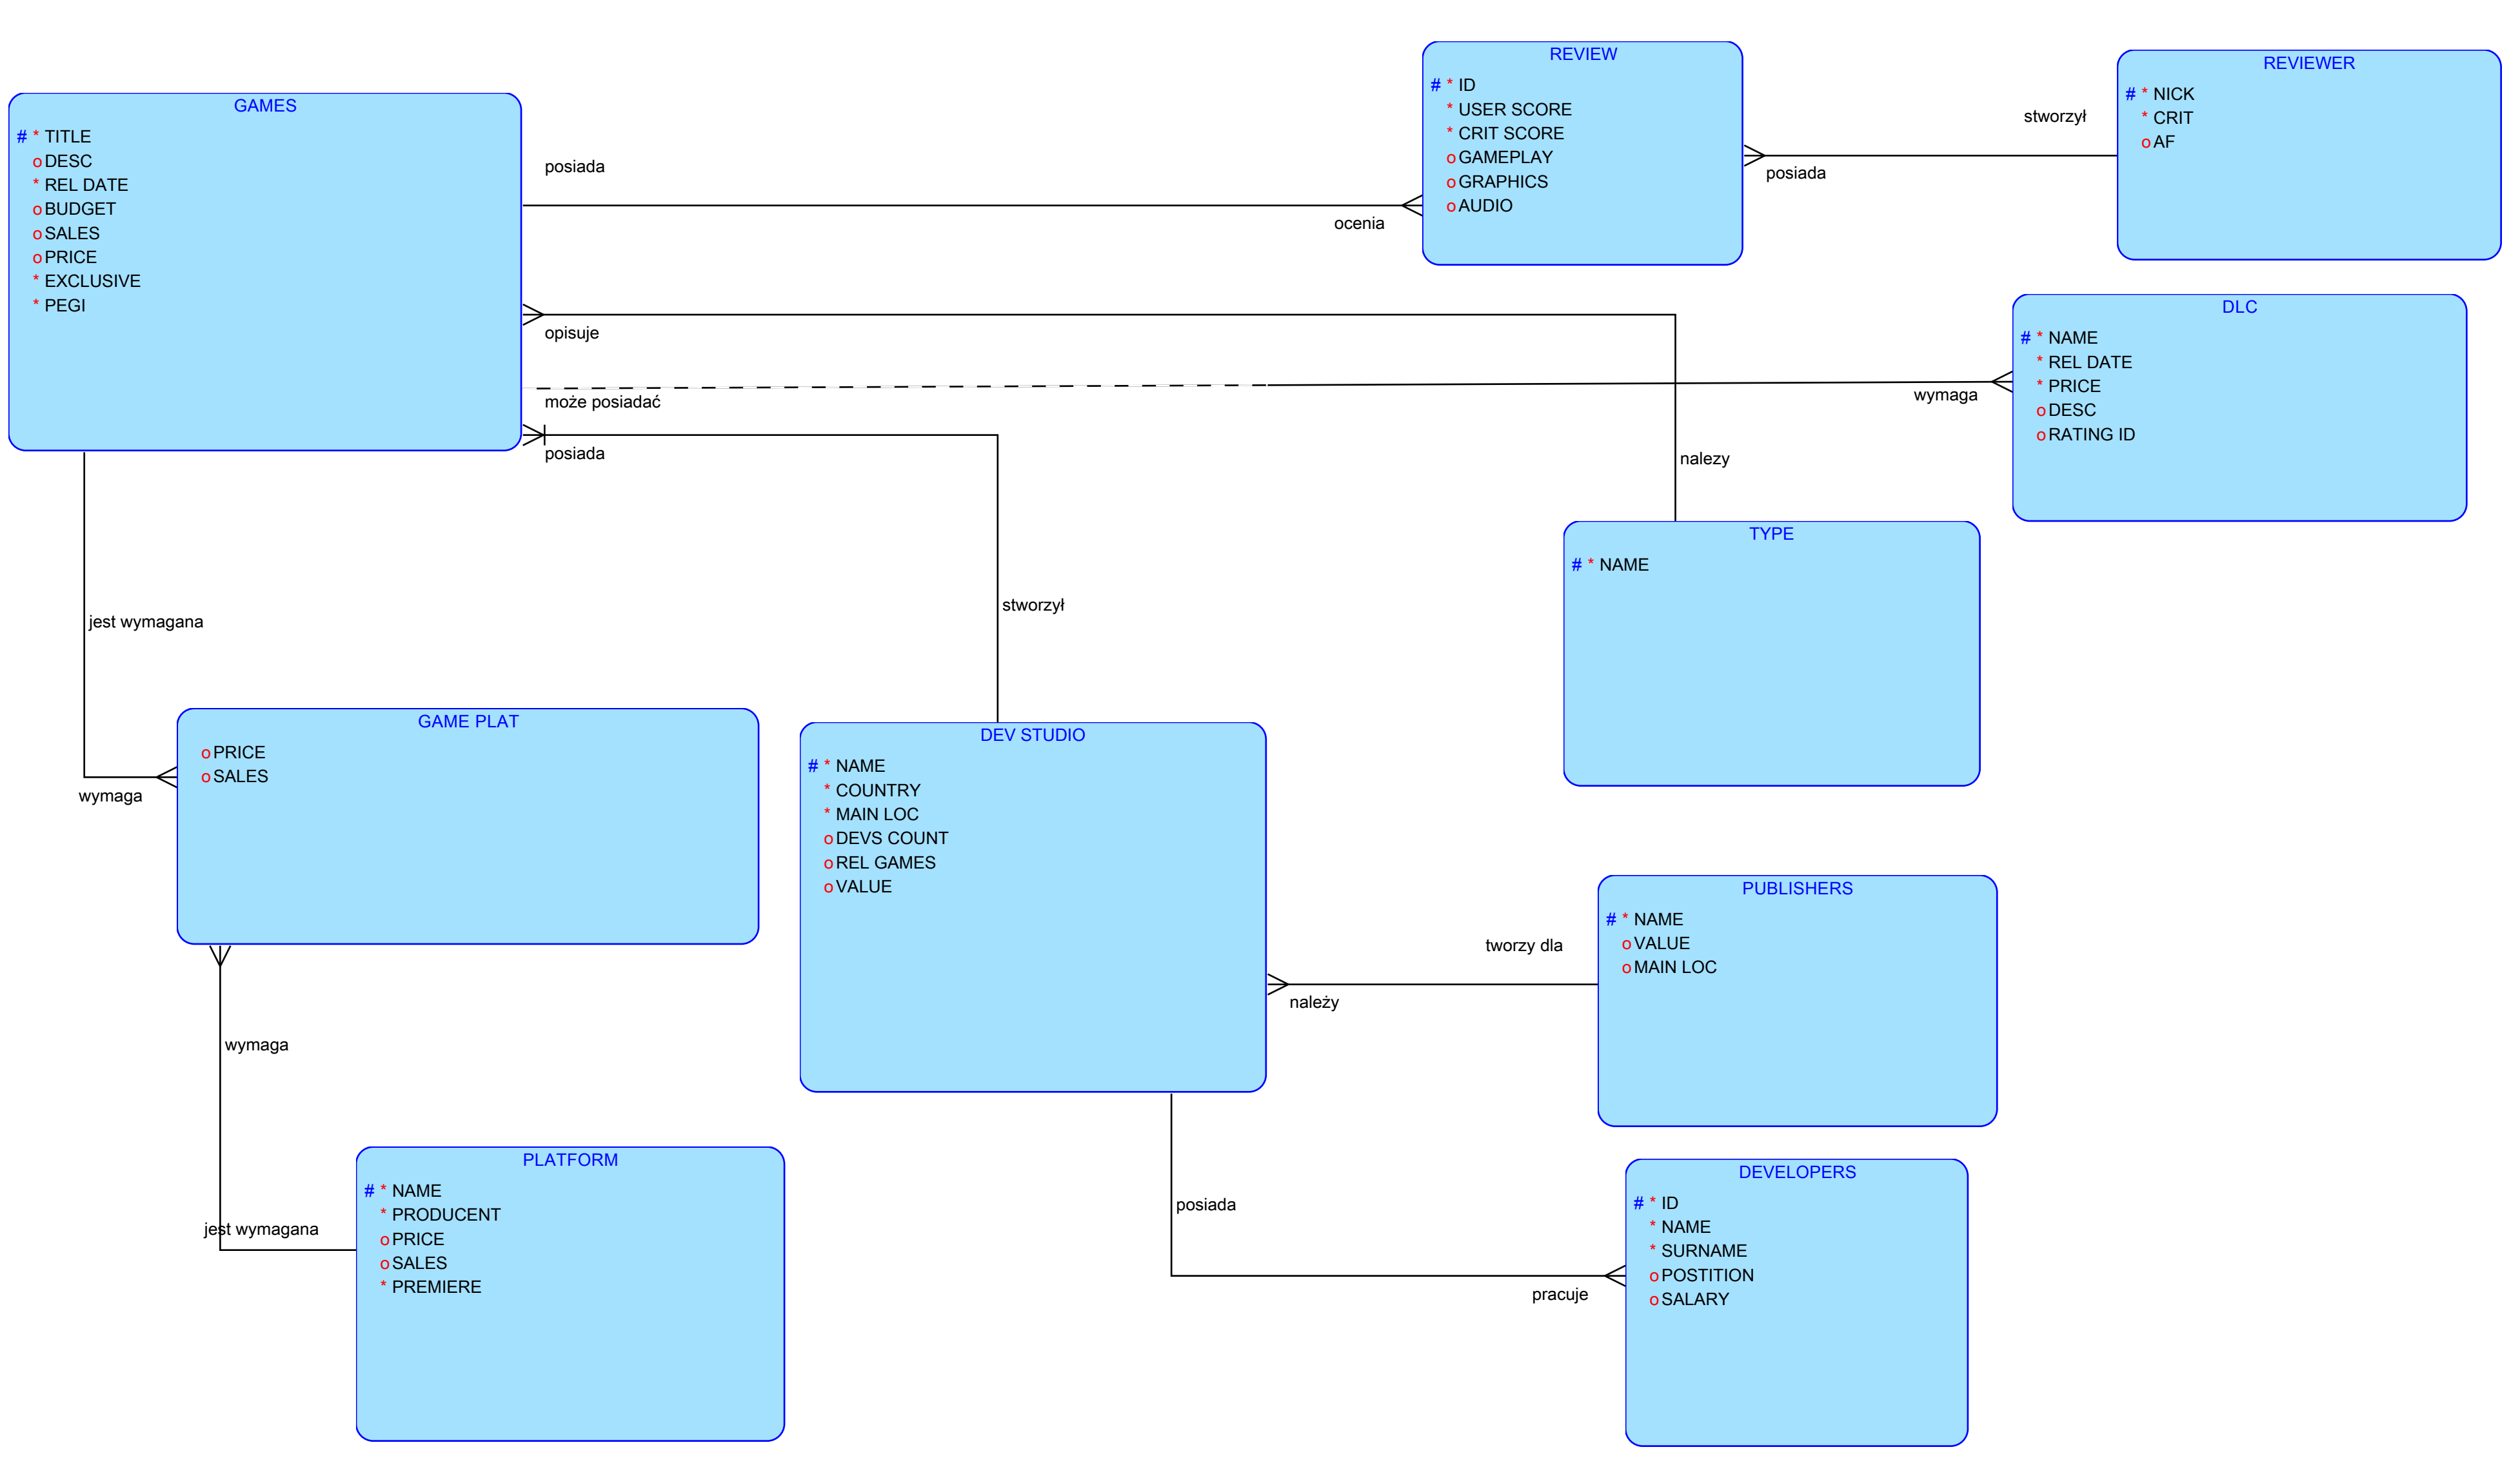 GAMES
# * TITLE
o DESC
* REL DATE
o BUDGET
o SALES
o PRICE
* EXCLUSIVE
* PEGI
posiada
ocenia
REVIEW
# * ID
* USER SCORE
* CRIT SCORE
o GAMEPLAY
o GRAPHICS
o AUDIO
stworzył
posiada
REVIEWER
# * NICK
* CRIT
o AF
opisuje
nalezy
może posiadać
wymaga
DLC
# * NAME
* REL DATE
* PRICE
o DESC
o RATING ID
posiada
stworzył
TYPE
# * NAME
jest wymagana
wymaga
GAME PLAT
o PRICE
o SALES
DEV STUDIO
# * NAME
* COUNTRY
* MAIN LOC
o DEVS COUNT
o REL GAMES
o VALUE
tworzy dla
należy
PUBLISHERS
# * NAME
o VALUE
o MAIN LOC
wymaga
jest wymagana
PLATFORM
# * NAME
* PRODUCENT
o PRICE
o SALES
* PREMIERE
posiada
pracuje
DEVELOPERS
# * ID
* NAME
* SURNAME
o POSTITION
o SALARY